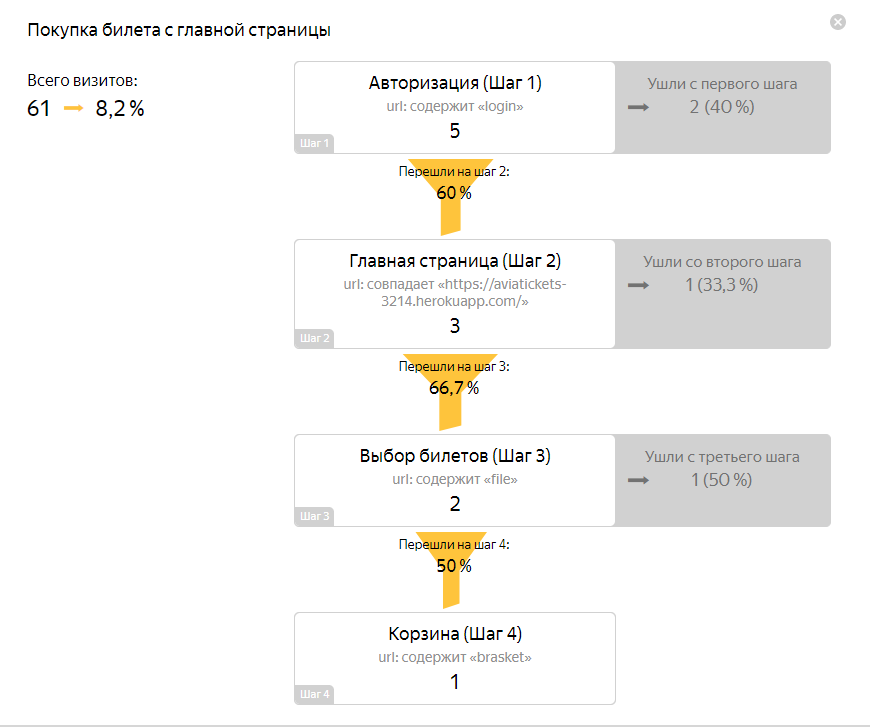 Покупка билета с главной страницы
Всего визитов:
61 → 8,2 %
Авторизация (Шаг 1)
url: содержит «login»
5
Шаг 1
Ушли с первого шага
→ 2 (40 %)
Перешли на шаг 2:
60 %
Главная страница (Шаг 2)
url: совпадает «https://aviatickets-
3214.herokuapp.com/»
3
Шаг 2
Ушли со второго шага
→ 1 (33,3 %)
Перешли на шаг 3:
66,7 %
Выбор билетов (Шаг 3)
url: содержит «file»
2
Шаг 3
Ушли с третьего шага
→ 1 (50 %)
Перешли на шаг 4:
50 %
Корзина (Шаг 4)
url: содержит «brasket»
1
Шаг 4